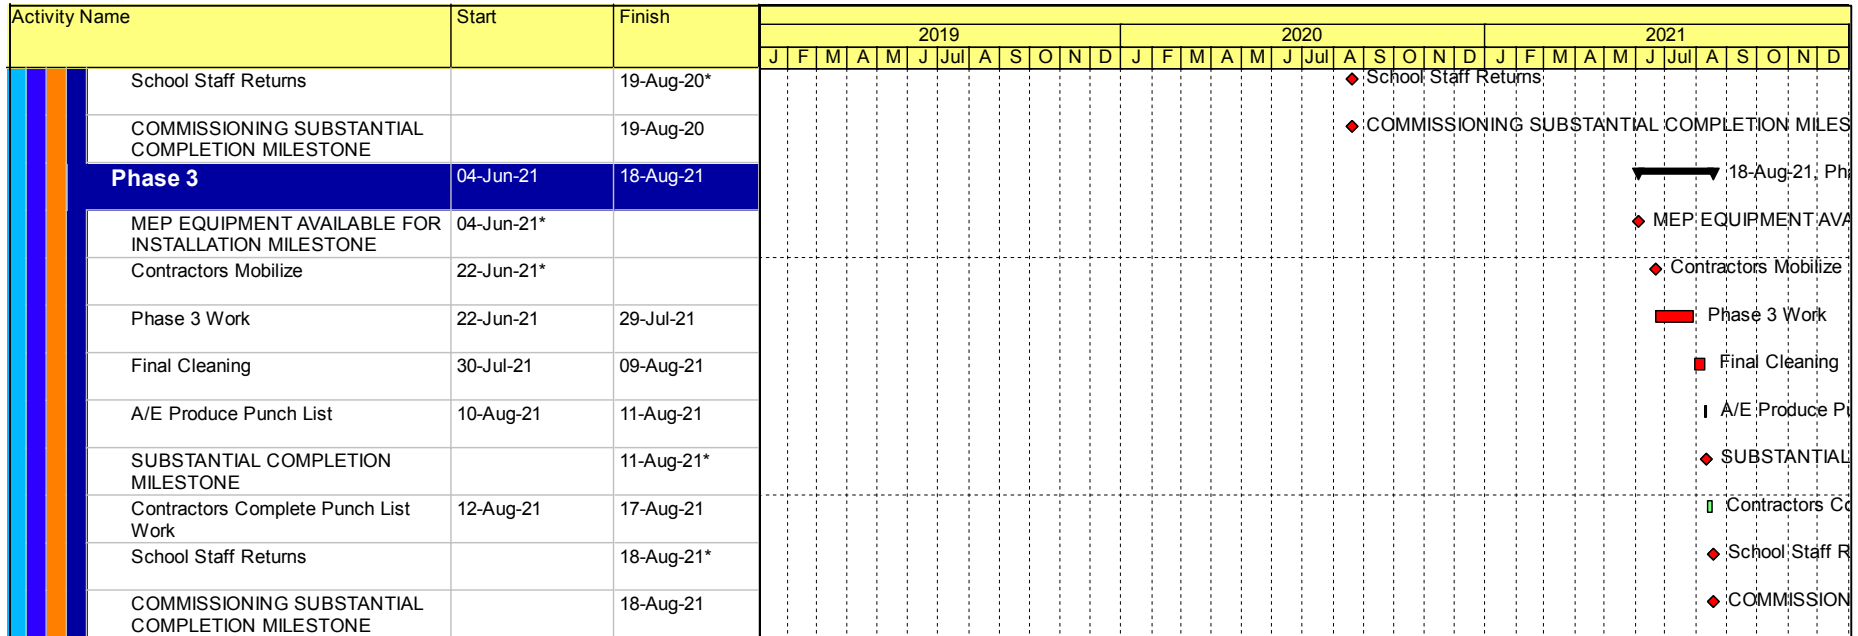 Activity Name Start Finish
2019 2020 2021
J F M A M J Jul A S O N D J F M A M J Jul A S O N D J F M A M J Jul A S O N D
School Staff Returns 19-Aug-20* School Staff Returns
COMMISSIONING SUBSTANTIAL 19-Aug-20 COMMISSIONING SUBSTANTIAL COMPLETION MILES
COMPLETION MILESTONE
Phase 3 04-Jun-21 18-Aug-21 18-Aug-21, Ph
MEP EQUIPMENT AVAILABLE FOR 04-Jun-21* MEP EQUIPMENT AVA
INSTALLATION MILESTONE
Contractors Mobilize 22-Jun-21* Contractors Mobilize
Phase 3 Work 22-Jun-21 29-Jul-21 Phase 3 Work
Final Cleaning 30-Jul-21 09-Aug-21 Final Cleaning
A/E Produce Punch List 10-Aug-21 11-Aug-21 A/E Produce Pu
SUBSTANTIAL COMPLETION 11-Aug-21* SUBSTANTIAL
MILESTONE
Contractors Complete Punch List 12-Aug-21 17-Aug-21 Contractors Co
Work
School Staff Returns 18-Aug-21* School Staff R
COMMISSIONING SUBSTANTIAL 18-Aug-21 COMMISSION
COMPLETION MILESTONE